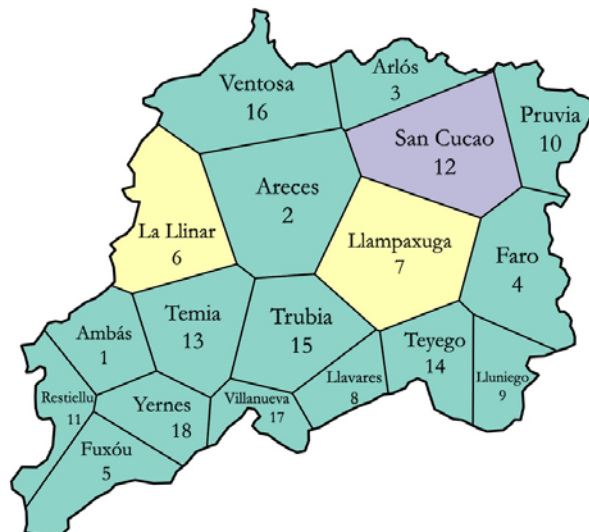 Arlós
3
Ventosa
16
Pruvia
10
San Cucao
12
Areces
2
La Llinar
6
Llampaxuga
7
Faro
4
Temia
13
Trubia
15
Ambás
1
Teyego
14
Lluniego
9
Llavares
8
Restiellu
11
Yernes
18
Villanueva
17
Fuxóu
5